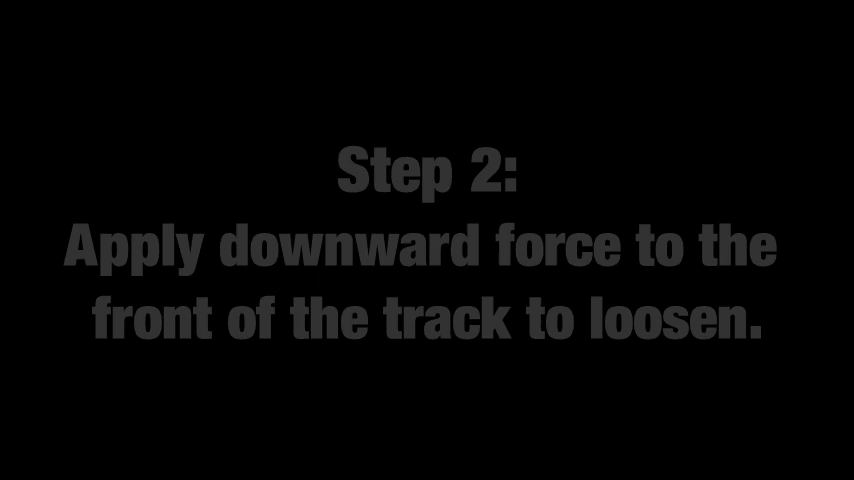 Step 2:
Apply downward force to the
front of the track to loosen.